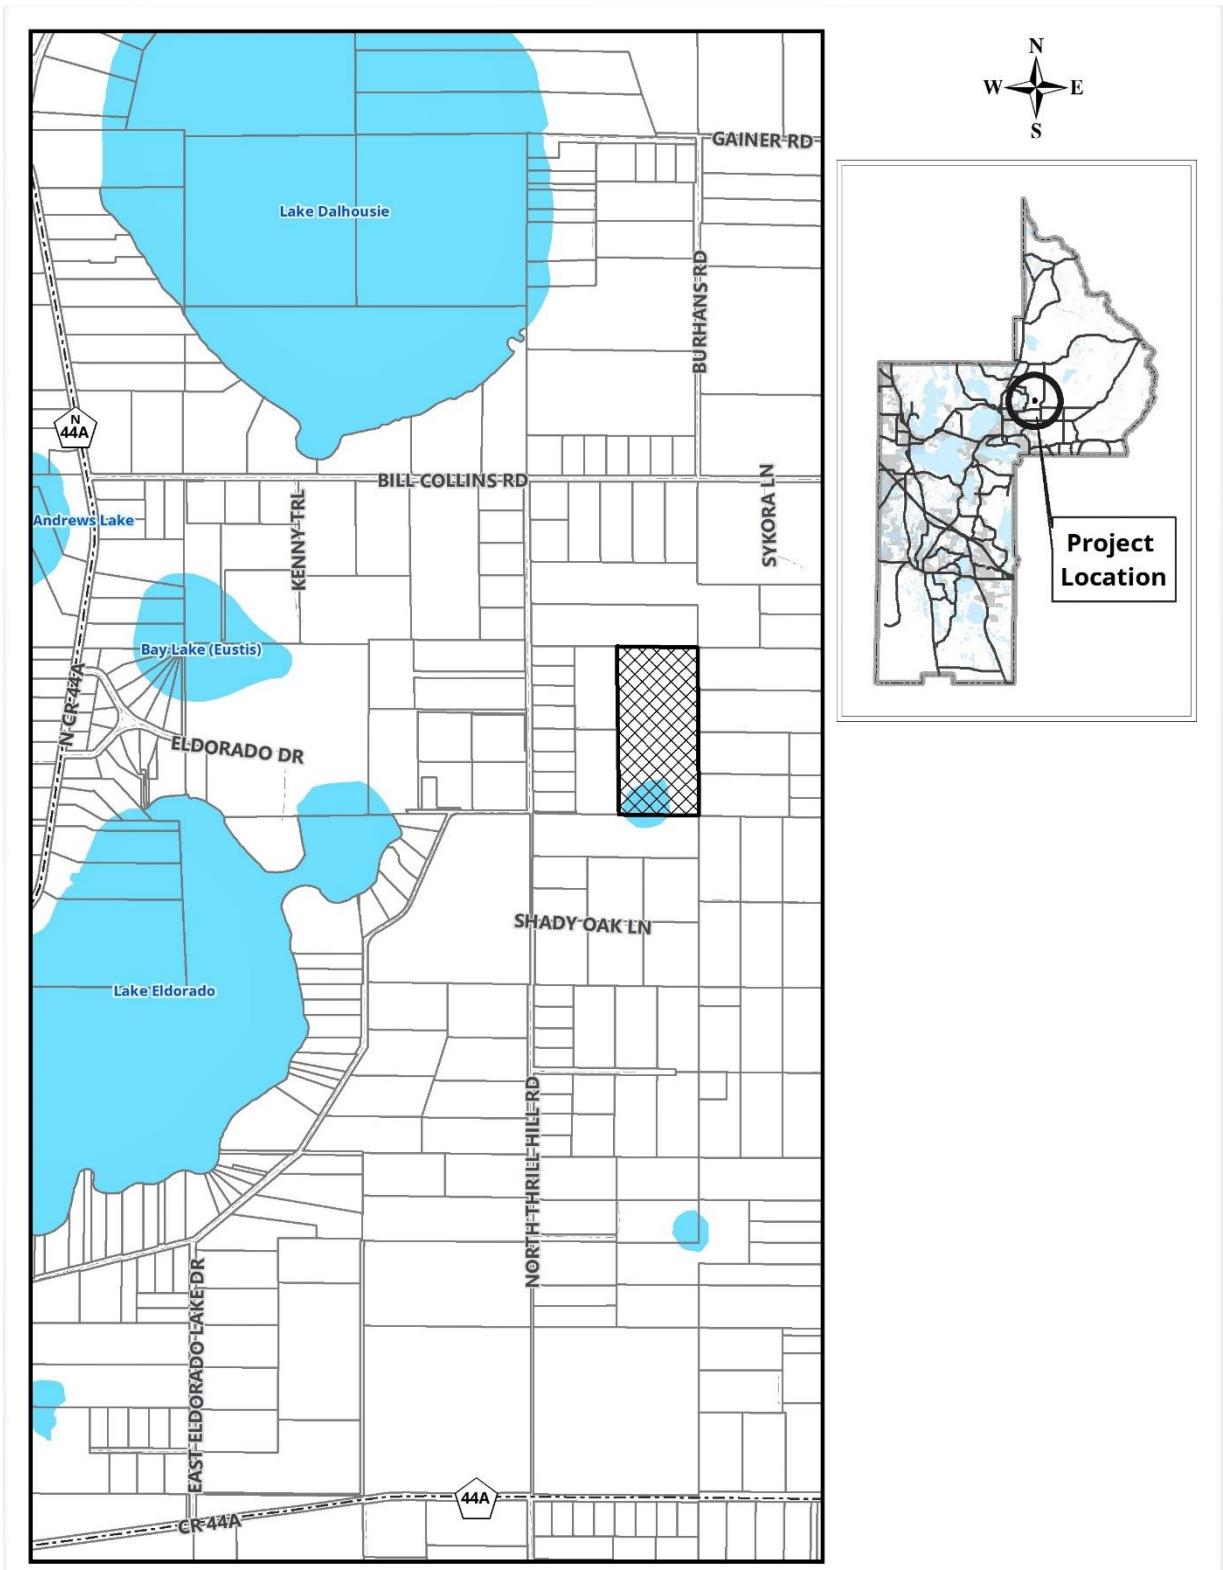 N
W
E
S
GAINER RD
Lake Dalhousie
BURHANS RD
N
44A
BILL COLLINS RD
SYKORA LN
Andrews Lake
KENNY TRL
Project
Location
Bay Lake (Eustis)
N CR 44A
ELDORADO DR
SHADY OAK LN
Lake Eldorado
NORTH THRILL HILL RD
EAST ELDORADO LAKE DR
44A
CR 44A